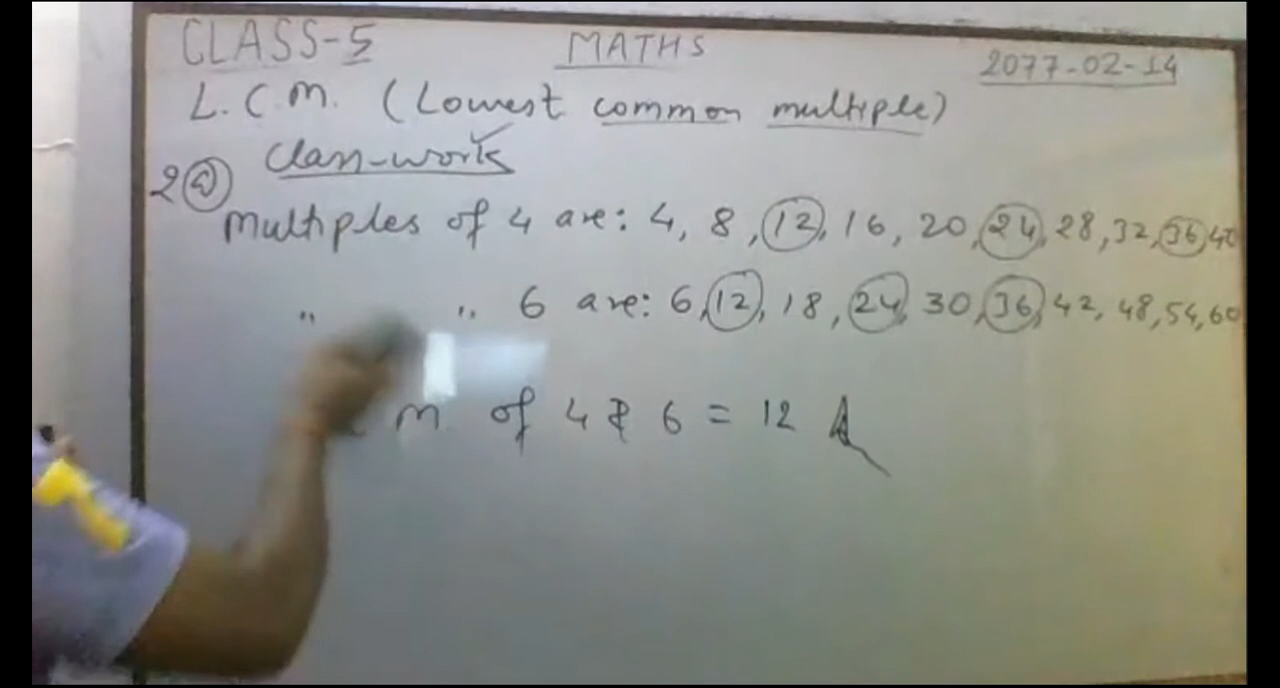 CLASS-5 MATHS 2077-02-14
L.C.M. (Lowest common multiple)
Class-work
2 a
Multiples of 4 are: 4, 8, 12, 16, 20, 24, 28, 32, 36, 40
" " 6 are: 6, 12, 18, 24, 30, 36, 42, 48, 54, 60
M. of 4 & 6 = 12